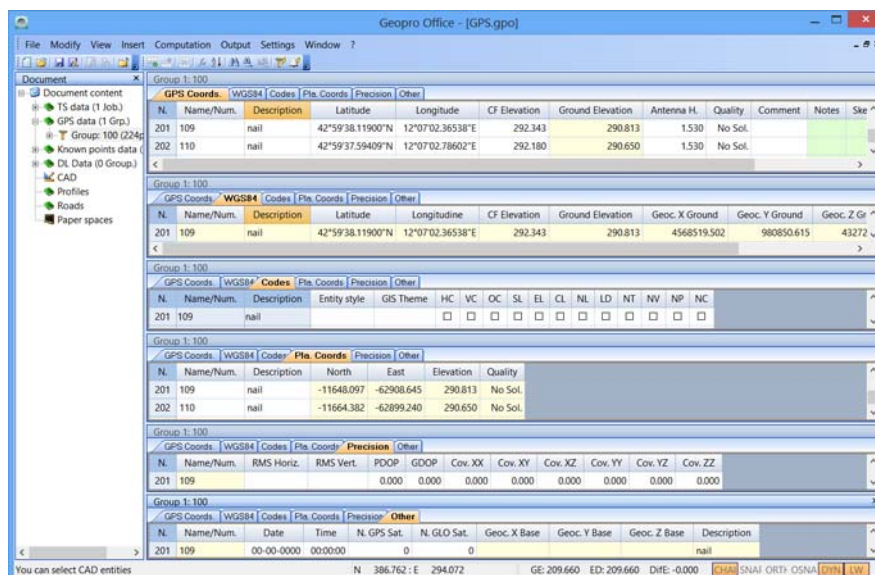 Geopro Office - [GPS.gpo]
File Modify View Insert Computation Output Settings Window ?
Document
Document content
TS data (1 Job.)
GPS data (1 Grp.)
Group: 100 (224p
Known points data (
DL Data (0 Group.)
CAD
Profiles
Roads
Paper spaces
Group 1: 100
GPS Coords. WGS84 Codes Pla. Coords Precision Other
N. Name/Num. Description Latitude Longitude CF Elevation Ground Elevation Antenna H. Quality Comment Notes Ske
201 109 nail 42°59'38.11900"N 12°07'02.36538"E 292.343 290.813 1.530 No Sol.
202 110 nail 42°59'37.59409"N 12°07'02.78602"E 292.180 290.650 1.530 No Sol.
Group 1: 100
GPS Coords. WGS84 Codes Pla. Coords Precision Other
N. Name/Num. Description Latitude Longitudine CF Elevation Ground Elevation Geoc. X Ground Geoc. Y Ground Geoc. Z Gr
201 109 nail 42°59'38.11900"N 12°07'02.36538"E 292.343 290.813 4568519.502 980850.615 43272
Group 1: 100
GPS Coords. WGS84 Codes Pla. Coords Precision Other
N. Name/Num. Description Entity style GIS Theme HC VC OC SL EL CL NL LD NT NV NP NC
201 109 nail
Group 1: 100
GPS Coords. WGS84 Codes Pla. Coords Precision Other
N. Name/Num. Description North East Elevation Quality
201 109 nail -11648.097 -62908.645 290.813 No Sol.
202 110 nail -11664.382 -62899.240 290.650 No Sol.
Group 1: 100
GPS Coords. WGS84 Codes Pla. Coords Precision Other
N. Name/Num. RMS Horiz. RMS Vert. PDOP GDOP Cov. XX Cov. XY Cov. XZ Cov. YY Cov. YZ Cov. ZZ
201 109 0.000 0.000 0.000 0.000 0.000 0.000 0.000 0.000
Group 1: 100
GPS Coords. WGS84 Codes Pla. Coords Precision Other
N. Name/Num. Date Time N. GPS Sat. N. GLO Sat. Geoc. X Base Geoc. Y Base Geoc. Z Base Description
201 109 00-00-0000 00:00:00 0 0 nail
You can select CAD entities N 386.762 : E 294.072 GE: 209.660 ED: 209.660 DifE: -0.000 CHAI SNAF ORTH OSNA DYN LW